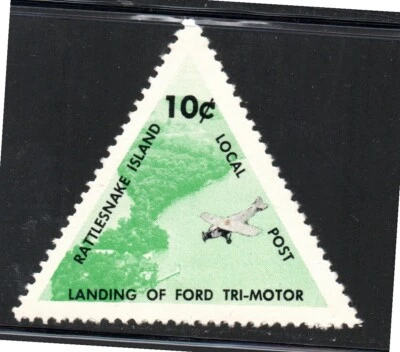 10¢
RATTLESNAKE ISLAND
LOCAL POST
LANDING OF FORD TRI-MOTOR